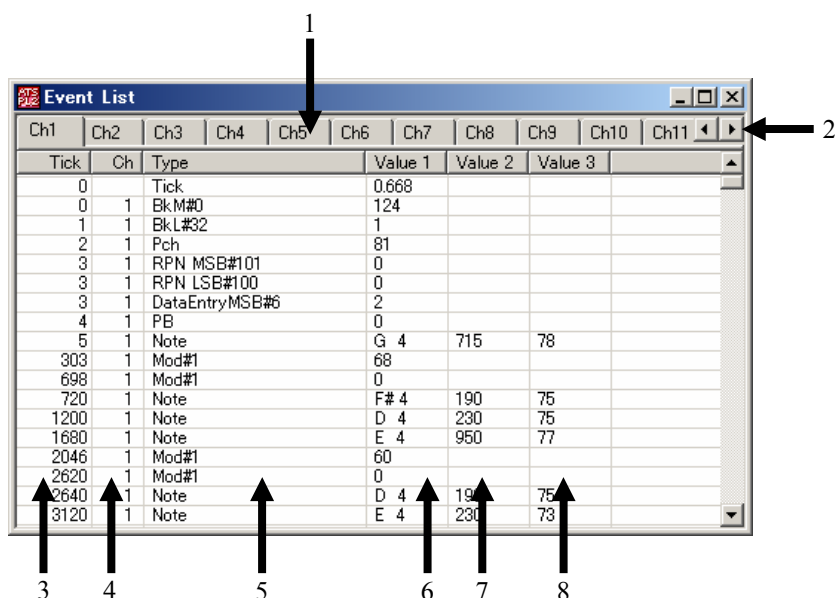 1
ATS
Event List
Ch1 Ch2 Ch3 Ch4 Ch5 Ch6 Ch7 Ch8 Ch9 Ch10 Ch11
2
Tick Ch Type Value 1 Value 2 Value 3
0 Tick 0.668
0 1 BkM#0 124
1 1 BkL#32 1
2 1 Pch 81
3 1 RPN MSB#101 0
3 1 RPN LSB#100 0
3 1 DataEntryMSB#6 2
4 1 PB 0
5 1 Note G 4 715 78
303 1 Mod#1 68
698 1 Mod#1 0
720 1 Note F# 4 190 75
1200 1 Note D 4 230 75
1680 1 Note E 4 950 77
2046 1 Mod#1 60
2620 1 Mod#1 0
2640 1 Note D 4 75
3120 1 Note E 4 230 73
3 4 5 6 7 8